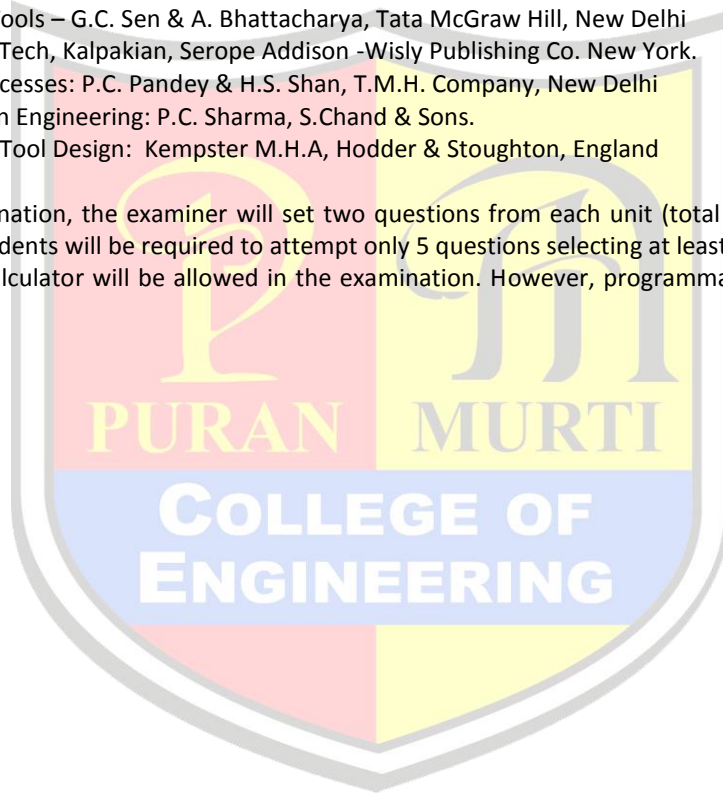 ools – G.C. Sen & A. Bhattacharya, Tata McGraw Hill, New Delhi
Tech, Kalpakian, Serope Addison -Wisly Publishing Co. New York.
cesses: P.C. Pandey & H.S. Shan, T.M.H. Company, New Delhi
n Engineering: P.C. Sharma, S.Chand & Sons.
Tool Design: Kempster M.H.A, Hodder & Stoughton, England
nation, the examiner will set two questions from each unit (total
dents will be required to attempt only 5 questions selecting at least
lculator will be allowed in the examination. However, programma
PURAN MURTI
COLLEGE OF
ENGINEERING